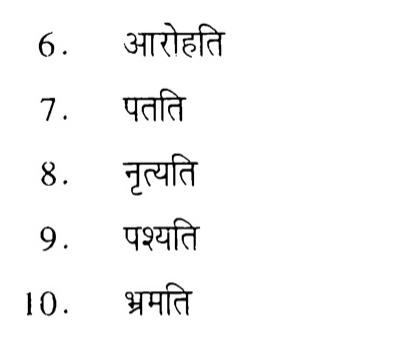 6. आरोहति
7. पतति
8. नृत्यति
9. पश्यति
10. भ्रमति